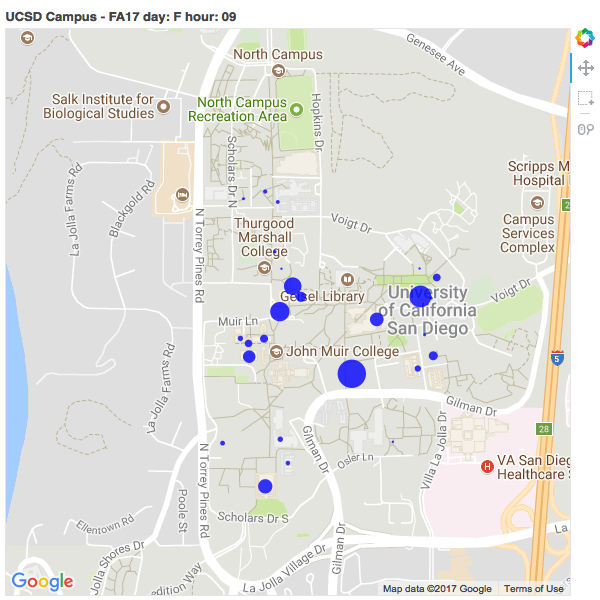 UCSD Campus - FA17 day: F hour: 09
Genesee Ave
North Campus
Salk Institute for
Biological Studies
North Campus
Recreation Area
Hopkins Dr
Scholars Dr N
Scripps M
Hospital
La Jolla Farms Rd
Blackgold Rd
N Torrey Pines Rd
Voigt Dr
Thurgood
Marshall
College
Campus
Services
Complex
Geisel Library
University
of California
San Diego
Voigt Dr
Muir Ln
John Muir College
La Jolla Farms Rd
5
Gilman Dr
28
N Torrey Pines Rd
Gilman Dr
Osler Ln
Villa La Jolla Dr
H
VA San Dieg
Healthcare S
Poole St
Ellentown Rd
Scholars Dr S
La Jolla Shores Dr
La Jolla Village Dr
Gilman Dr
La
edition Way
Google
Map data ©2017 Google
Terms of Use